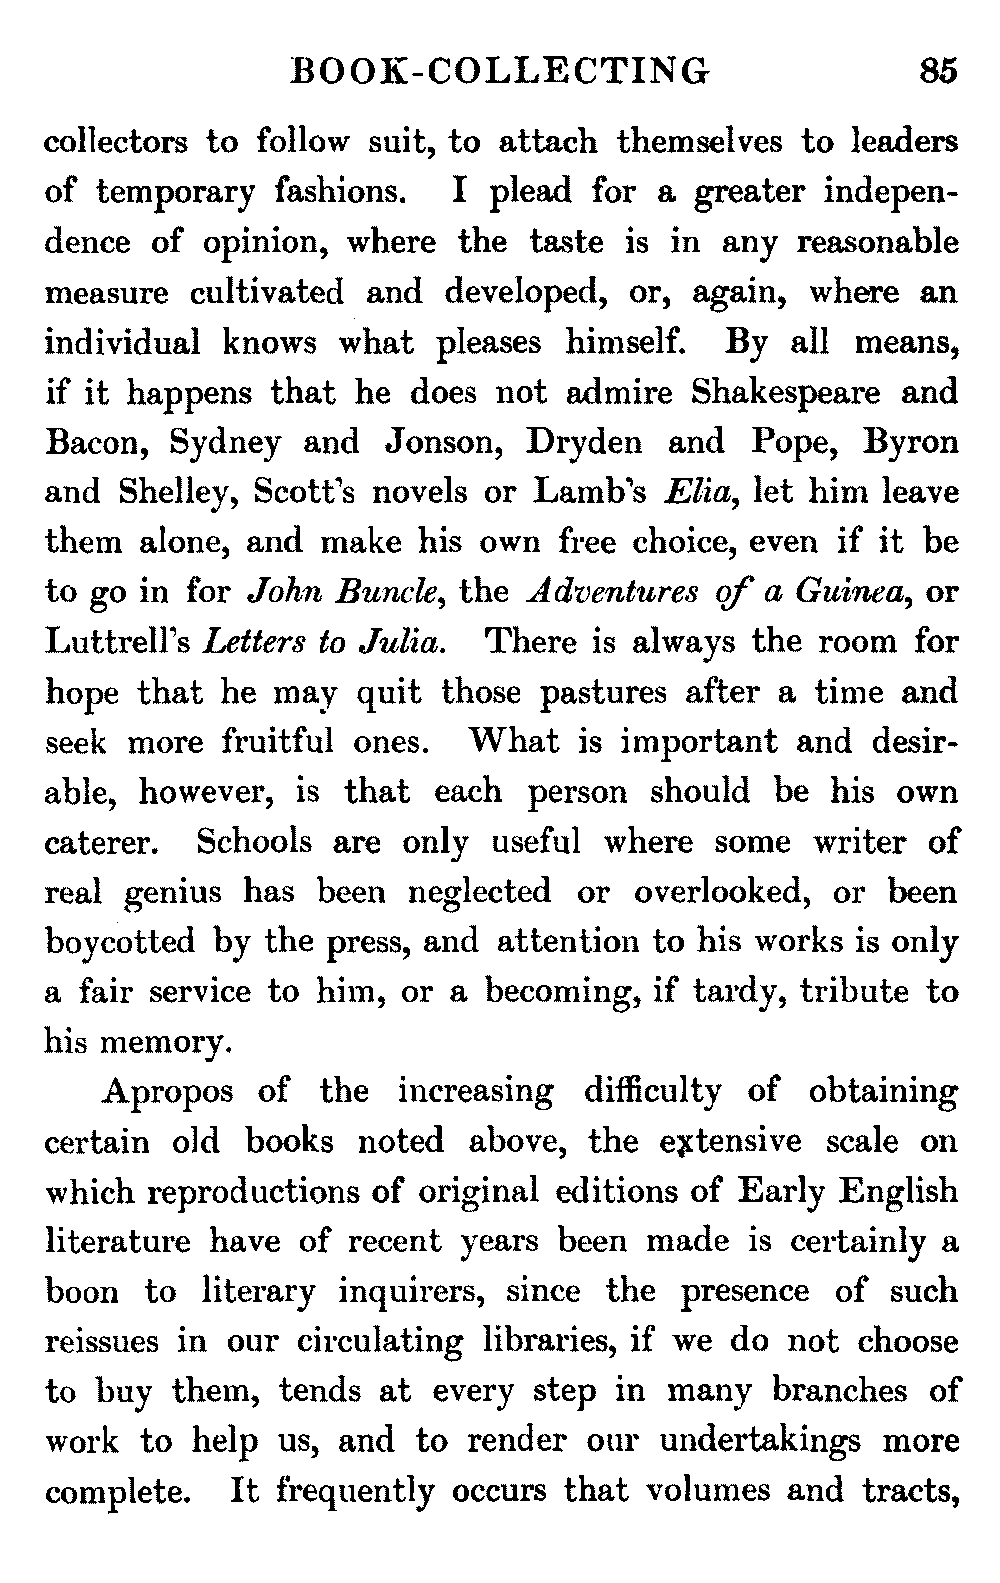 BOOK-COLLECTING 85
collectors to follow suit, to attach themselves to leaders
of temporary fashions. I plead for a greater indepen-
dence of opinion, where the taste is in any reasonable
measure cultivated and developed, or, again, where an
individual knows what pleases himself. By all means,
if it happens that he does not admire Shakespeare and
Bacon, Sydney and Jonson, Dryden and Pope, Byron
and Shelley, Scott's novels or Lamb's Elia, let him leave
them alone, and make his own free choice, even if it be
to go in for John Buncle, the Adventures of a Guinea, or
Luttrell's Letters to Julia. There is always the room for
hope that he may quit those pastures after a time and
seek more fruitful ones. What is important and desir-
able, however, is that each person should be his own
caterer. Schools are only useful where some writer of
real genius has been neglected or overlooked, or been
boycotted by the press, and attention to his works is only
a fair service to him, or a becoming, if tardy, tribute to
his memory.
Apropos of the increasing difficulty of obtaining
certain old books noted above, the extensive scale on
which reproductions of original editions of Early English
literature have of recent years been made is certainly a
boon to literary inquirers, since the presence of such
reissues in our circulating libraries, if we do not choose
to buy them, tends at every step in many branches of
work to help us, and to render our undertakings more
complete. It frequently occurs that volumes and tracts,